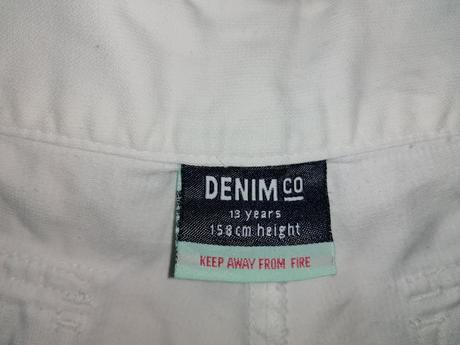 DENIM CO
13 years
158cm height
KEEP AWAY FROM FIRE